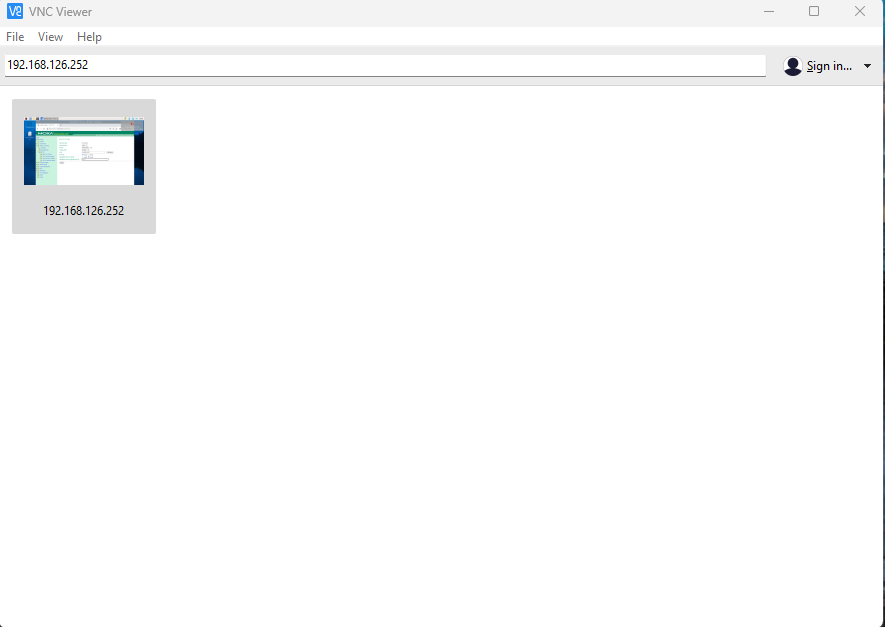 VNC Viewer
File View Help
192.168.126.252
Sign in...
192.168.126.252